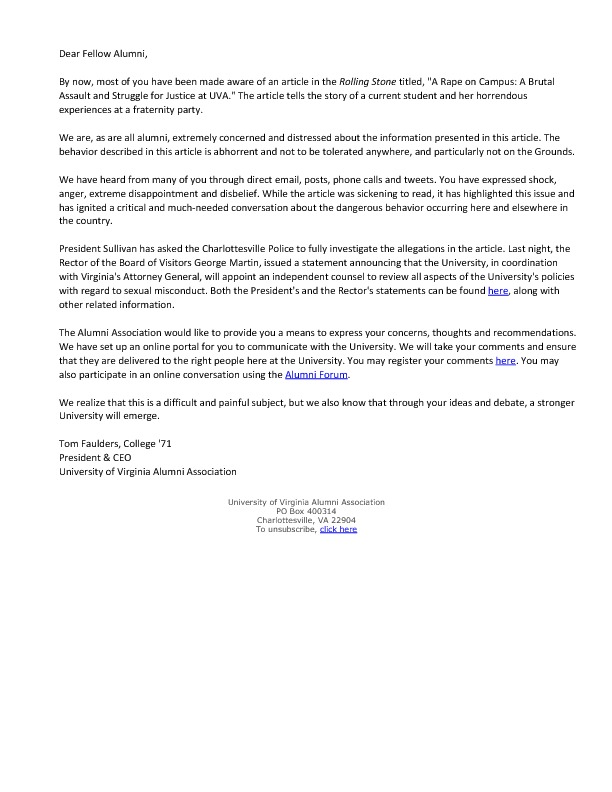 Dear Fellow Alumni,
By now, most of you have been made aware of an article in the Rolling Stone titled, "A Rape on Campus: A Brutal
Assault and Struggle for Justice at UVA." The article tells the story of a current student and her horrendous
experiences at a fraternity party.
We are, as are all alumni, extremely concerned and distressed about the information presented in this article. The
behavior described in this article is abhorrent and not to be tolerated anywhere, and particularly not on the Grounds.
We have heard from many of you through direct email, posts, phone calls and tweets. You have expressed shock,
anger, extreme disappointment and disbelief. While the article was sickening to read, it has highlighted this issue and
has ignited a critical and much-needed conversation about the dangerous behavior occurring here and elsewhere in
the country.
President Sullivan has asked the Charlottesville Police to fully investigate the allegations in the article. Last night, the
Rector of the Board of Visitors George Martin, issued a statement announcing that the University, in coordination
with Virginia's Attorney General, will appoint an independent counsel to review all aspects of the University's policies
with regard to sexual misconduct. Both the President's and the Rector's statements can be found here, along with
other related information.
The Alumni Association would like to provide you a means to express your concerns, thoughts and recommendations.
We have set up an online portal for you to communicate with the University. We will take your comments and ensure
that they are delivered to the right people here at the University. You may register your comments here. You may
also participate in an online conversation using the Alumni Forum.
We realize that this is a difficult and painful subject, but we also know that through your ideas and debate, a stronger
University will emerge.
Tom Faulders, College '71
President & CEO
University of Virginia Alumni Association
University of Virginia Alumni Association
PO Box 400314
Charlottesville, VA 22904
To unsubscribe, click here